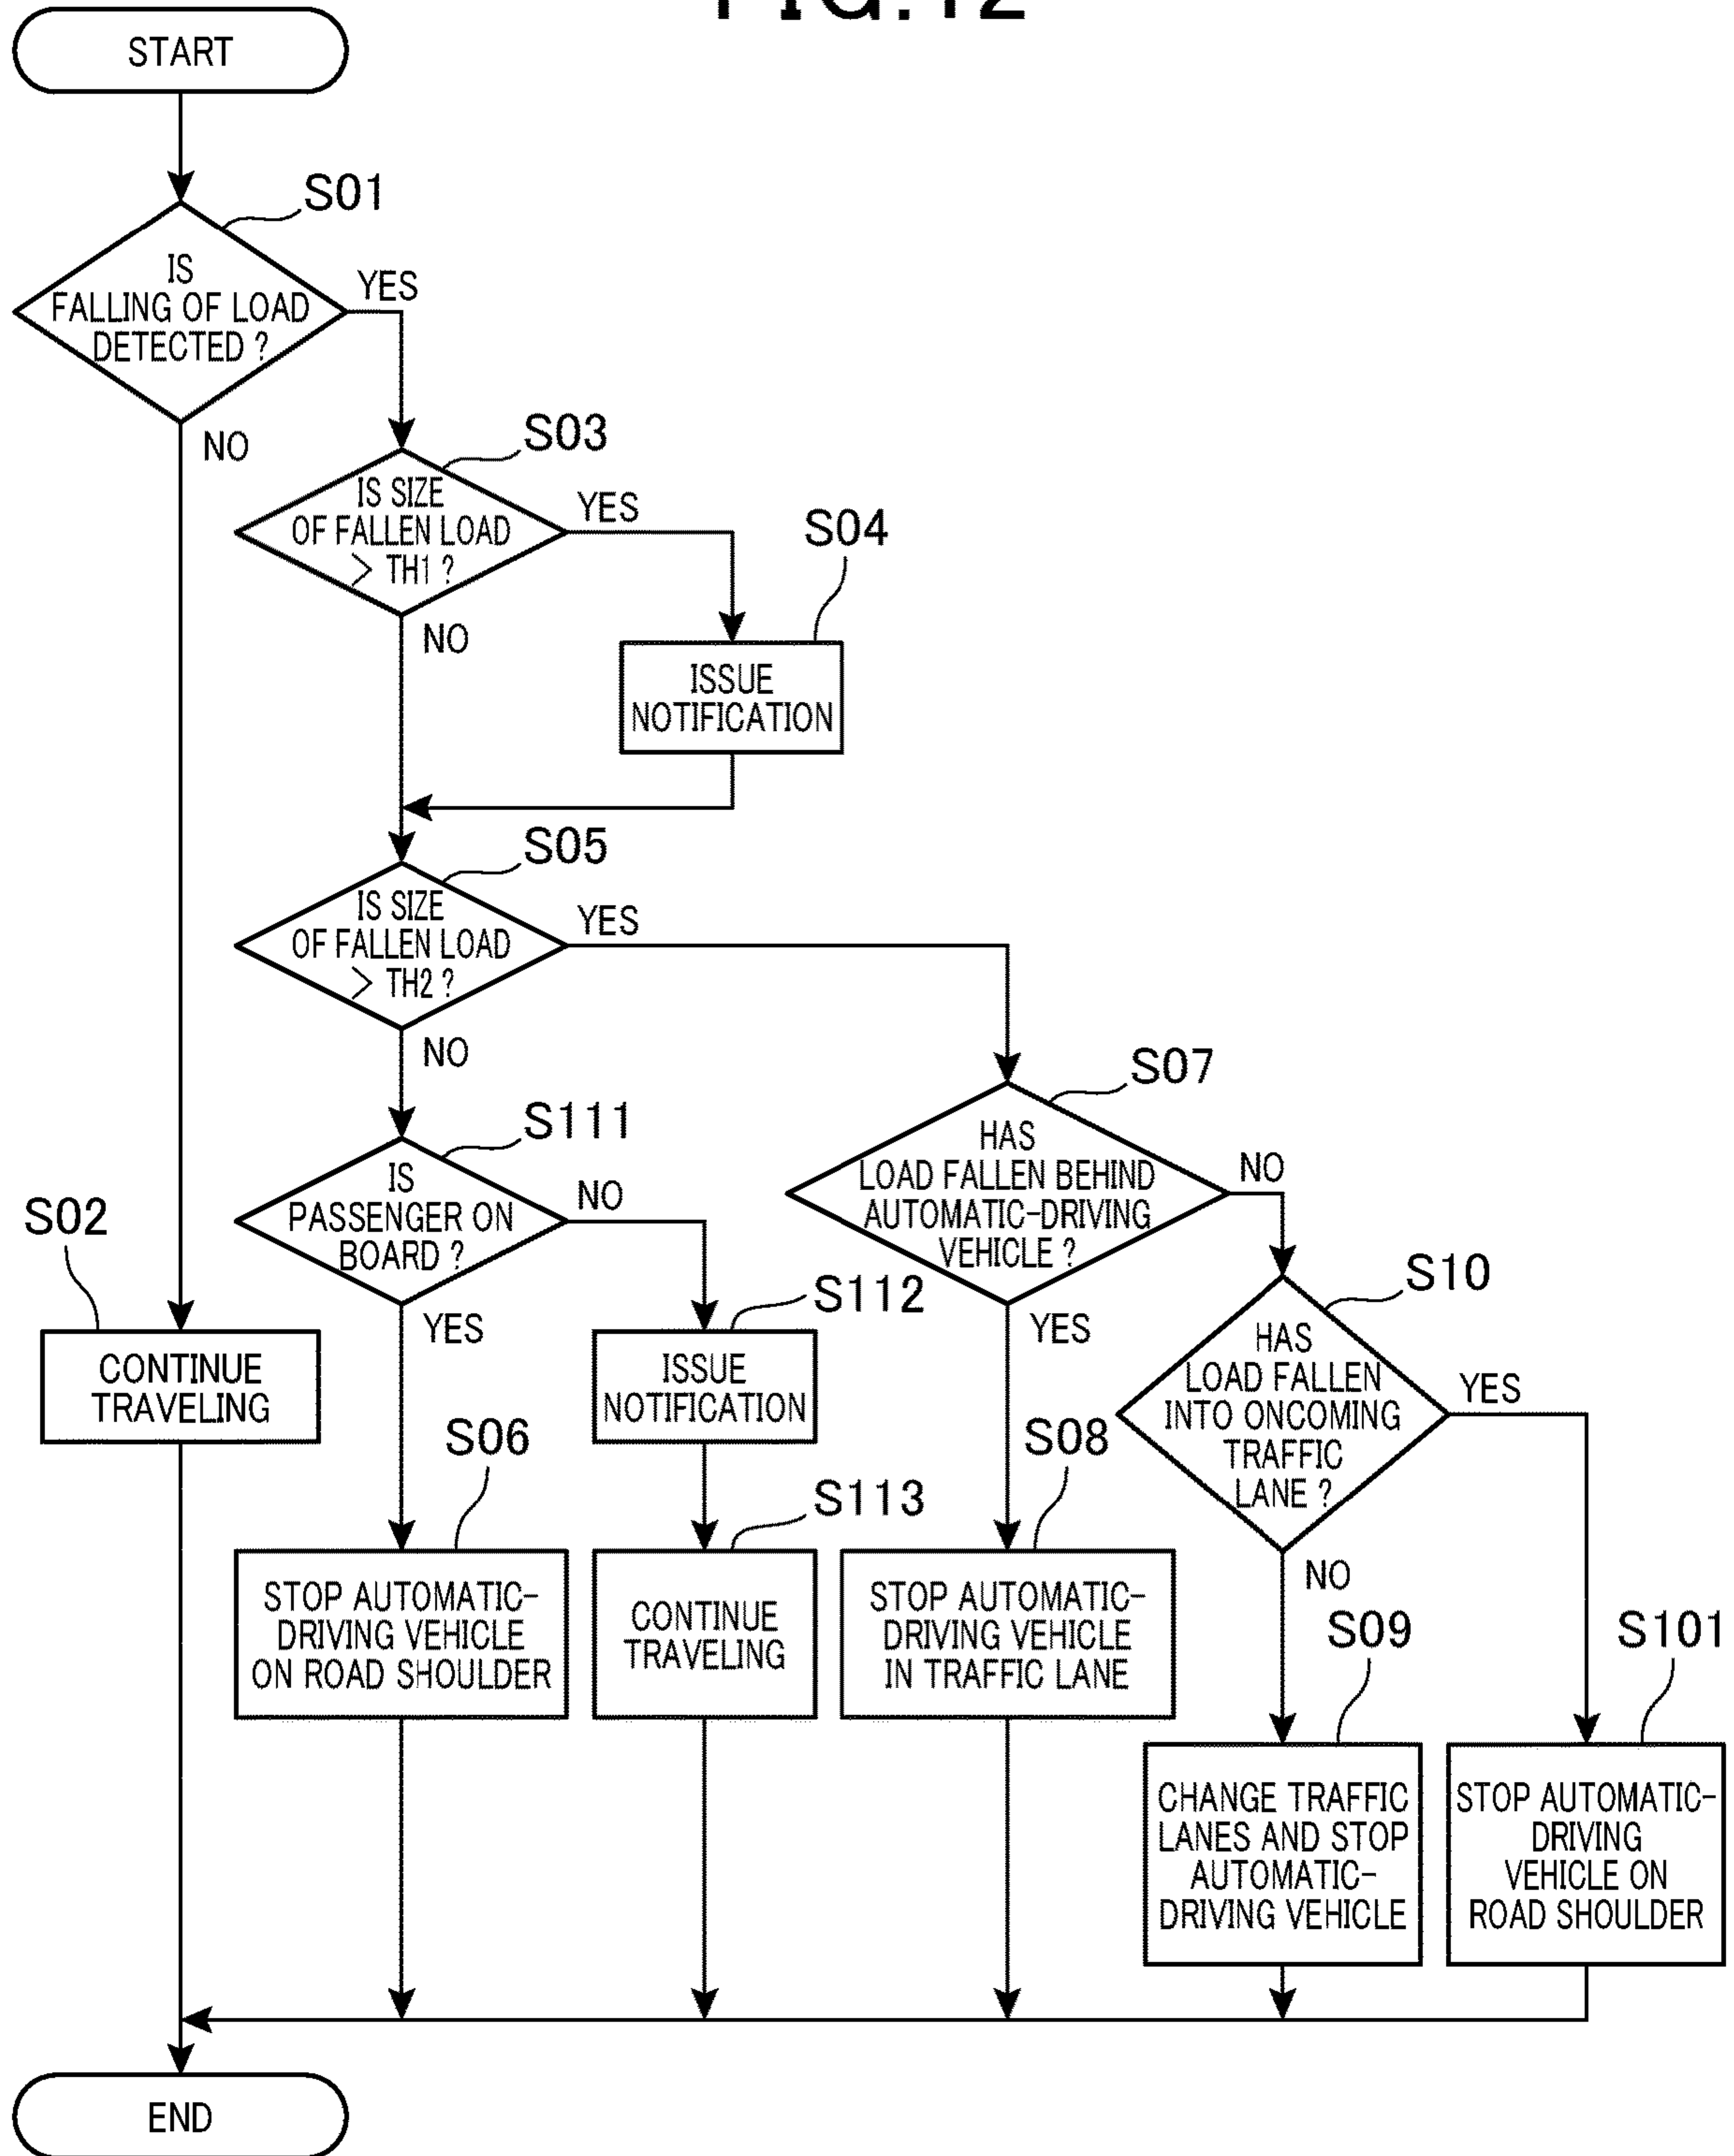 FIG.12
START
S01
IS
FALLING OF LOAD
DETECTED ?
YES
NO
S03
IS SIZE
OF FALLEN LOAD
> TH1 ?
YES
NO
S04
ISSUE
NOTIFICATION
S05
IS SIZE
OF FALLEN LOAD
> TH2 ?
YES
NO
S111
IS
PASSENGER ON
BOARD ?
NO
YES
S07
HAS
LOAD FALLEN BEHIND
AUTOMATIC-DRIVING
VEHICLE ?
NO
YES
S02
CONTINUE
TRAVELING
S112
ISSUE
NOTIFICATION
S10
HAS
LOAD FALLEN
INTO ONCOMING
TRAFFIC
LANE ?
YES
NO
S06
STOP AUTOMATIC-
DRIVING VEHICLE
ON ROAD SHOULDER
S113
CONTINUE
TRAVELING
S08
STOP AUTOMATIC-
DRIVING VEHICLE
IN TRAFFIC LANE
S09
CHANGE TRAFFIC
LANES AND STOP
AUTOMATIC-
DRIVING VEHICLE
S101
STOP AUTOMATIC-
DRIVING
VEHICLE ON
ROAD SHOULDER
END